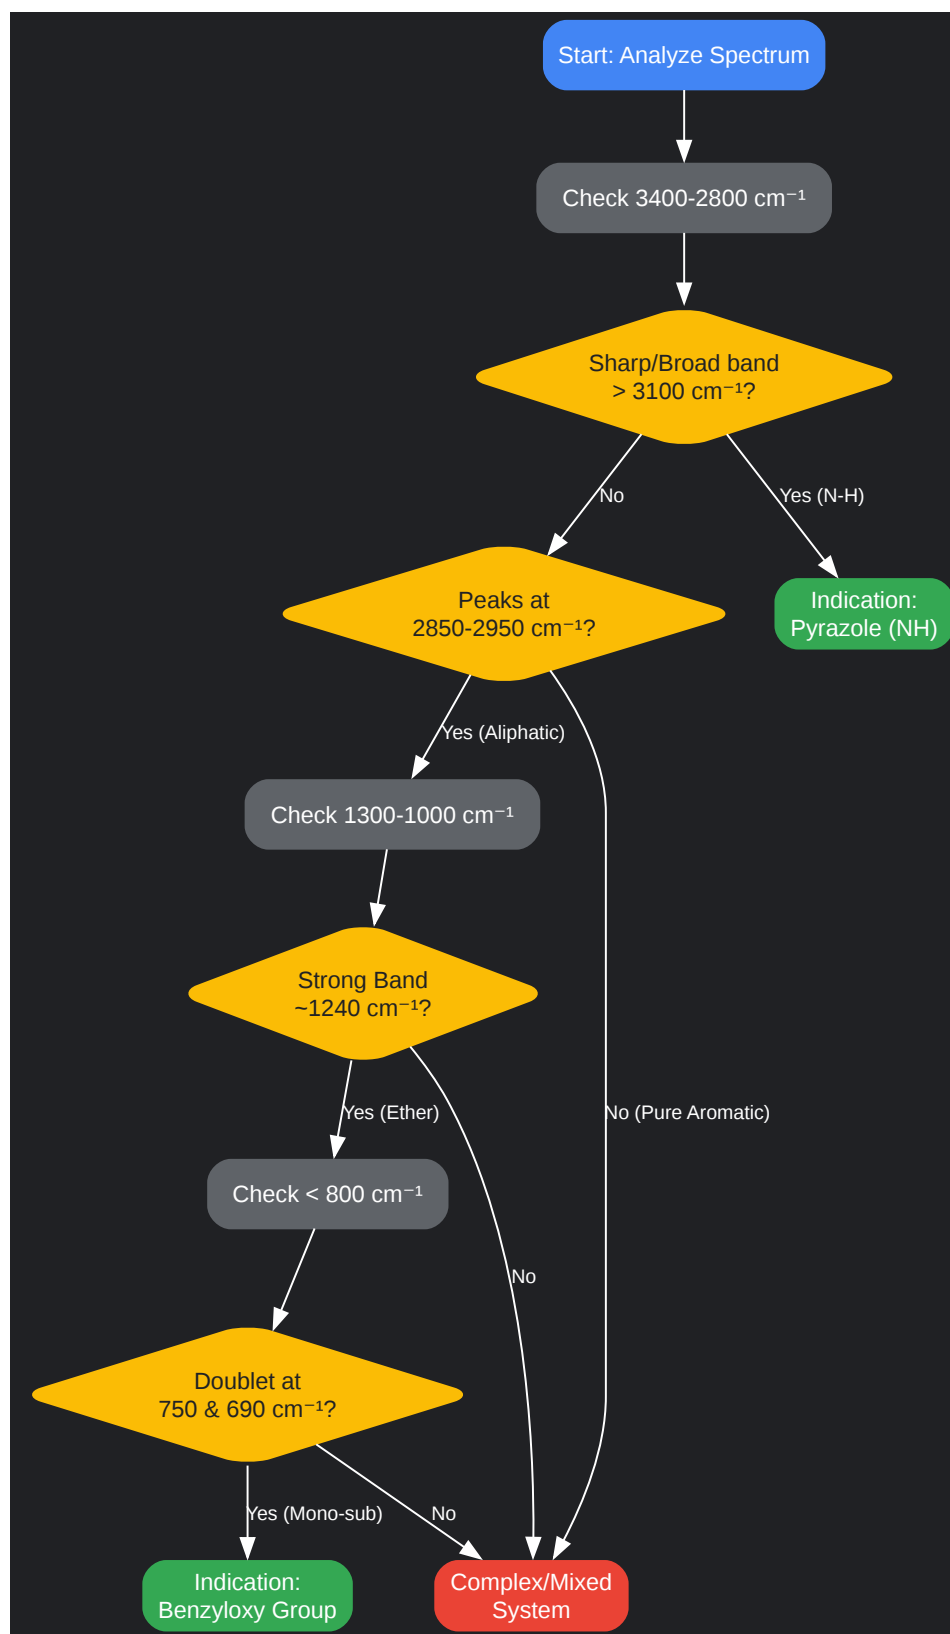 Start: Analyze Spectrum
Check 3400-2800 cm⁻¹
Sharp/Broad band
> 3100 cm⁻¹?
No
Yes (N-H)
Peaks at
2850-2950 cm⁻¹?
Indication:
Pyrazole (NH)
Yes (Aliphatic)
Check 1300-1000 cm⁻¹
Strong Band
~1240 cm⁻¹?
Yes (Ether)
No (Pure Aromatic)
Check < 800 cm⁻¹
No
Doublet at
750 & 690 cm⁻¹?
Yes (Mono-sub)
No
Indication:
Benzyloxy Group
Complex/Mixed
System